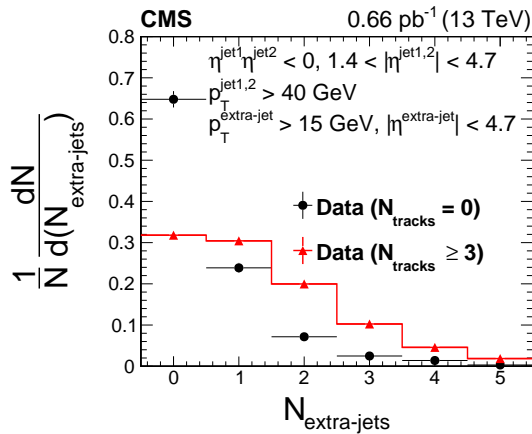 CMS 0.66 pb⁻¹ (13 TeV)
η^jet1 η^jet2 < 0, 1.4 < |η^jet1,2| < 4.7
p_T^jet1,2 > 40 GeV
p_T^extra-jet > 15 GeV, |η^extra-jet| < 4.7
Data (N_tracks = 0)
Data (N_tracks ≥ 3)
1/N dN/d(N_extra-jets)
0.8
0.7
0.6
0.5
0.4
0.3
0.2
0.1
0
0 1 2 3 4 5
N_extra-jets